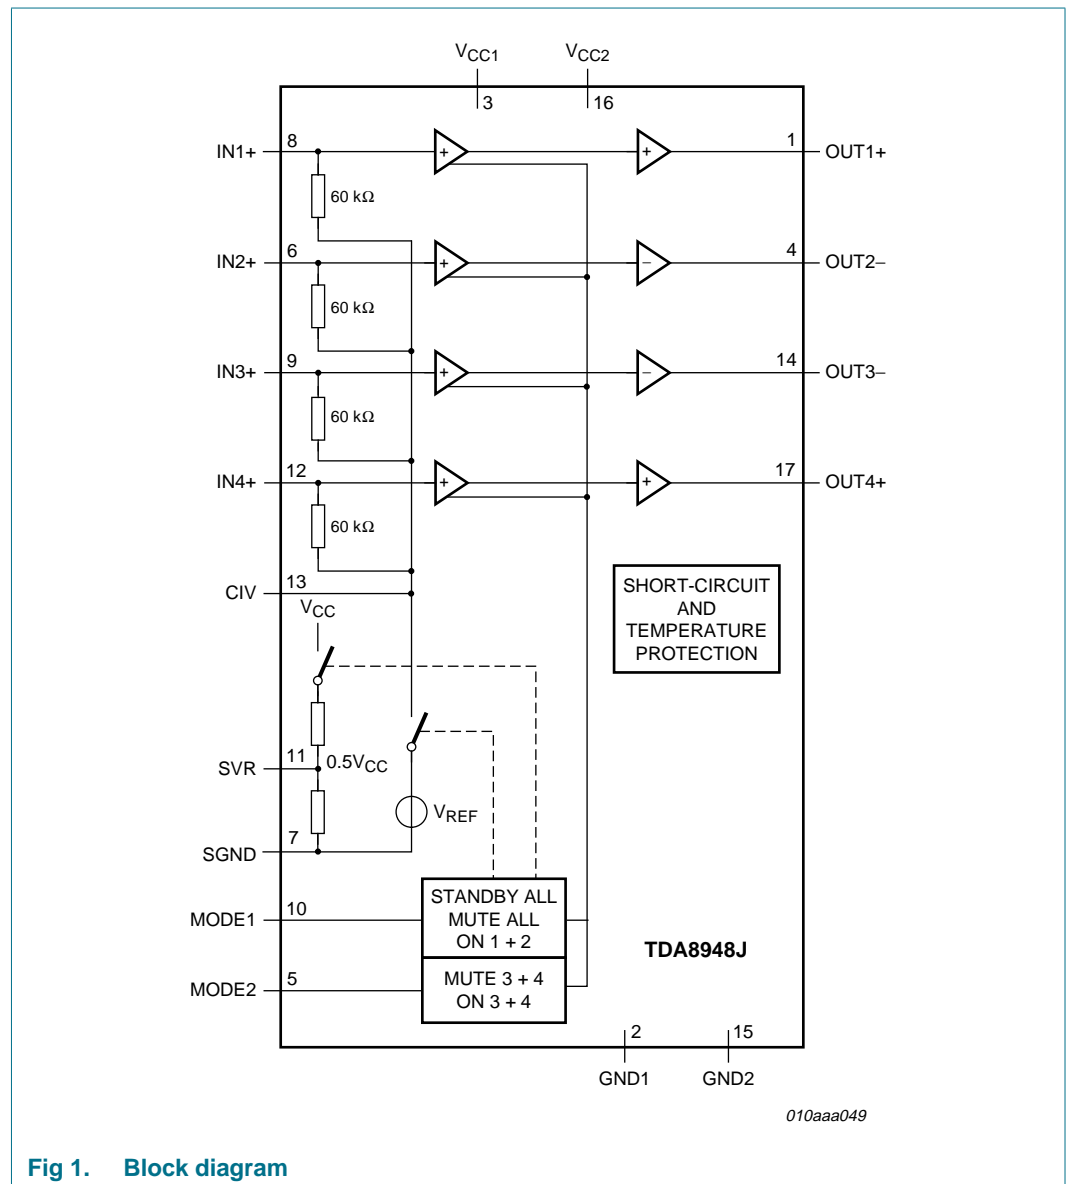 VCC1 VCC2
3 16
IN1+ 8 + + 1 OUT1+
60 kΩ
IN2+ 6 + − 4 OUT2−
60 kΩ
IN3+ 9 + − 14 OUT3−
60 kΩ
IN4+ 12 + + 17 OUT4+
60 kΩ
CIV 13
VCC
SHORT-CIRCUIT
AND
TEMPERATURE
PROTECTION
SVR 11 0.5VCC
VREF
SGND 7
STANDBY ALL
MUTE ALL
ON 1 + 2
MODE1 10
TDA8948J
MUTE 3 + 4
ON 3 + 4
MODE2 5
2 15
GND1 GND2
010aaa049
Fig 1. Block diagram